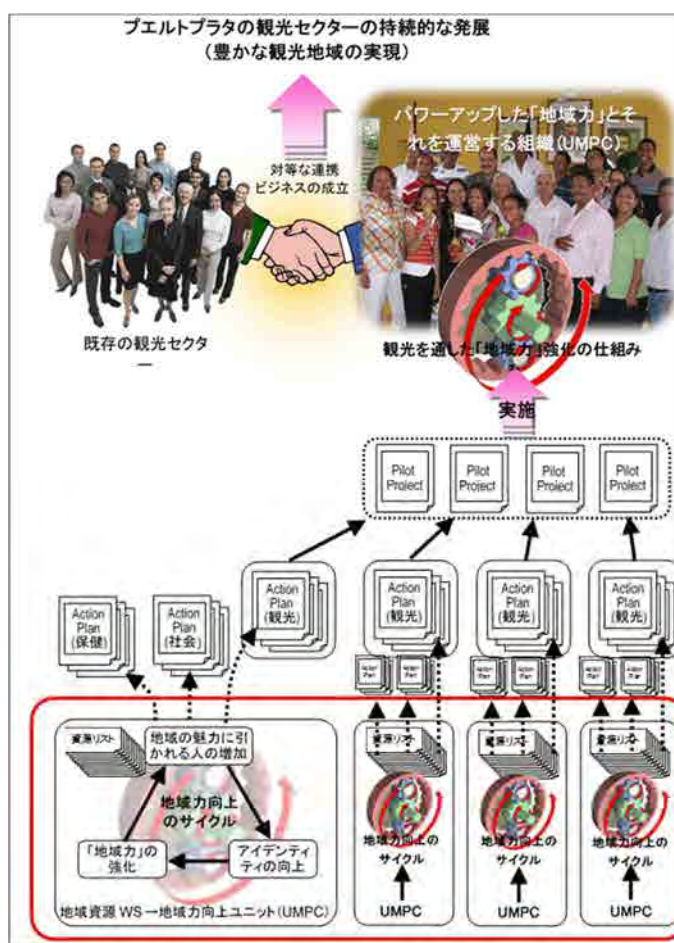 プエルトプラタの観光セクターの持続的な発展
(豊かな観光地域の実現)
パワーアップした「地域力」とそ
れを運営する組織(UMPC)
対等な連携
ビジネスの成立
既存の観光セクタ
ー
観光を通した「地域力」強化の仕組み
実施
Pilot
Project
Pilot
Project
Pilot
Project
Pilot
Project
Action
Plan
(保健)
Action
Plan
(社会)
Action
Plan
(観光)
Action
Plan
(観光)
Action
Plan
(観光)
Action
Plan
(観光)
Action
Plan
Action
Plan
Action
Plan
Action
Plan
Action
Plan
Action
Plan
資源リスト
地域の魅力に引
かれる人の増加
地域力向上
のサイクル
「地域力」の
強化
アイデンティ
ティの向上
地域資源 WS→地域力向上ユニット(UMPC)
資源リスト
地域力向上の
サイクル
UMPC
資源リスト
地域力向上の
サイクル
UMPC
資源リスト
地域力向上の
サイクル
UMPC